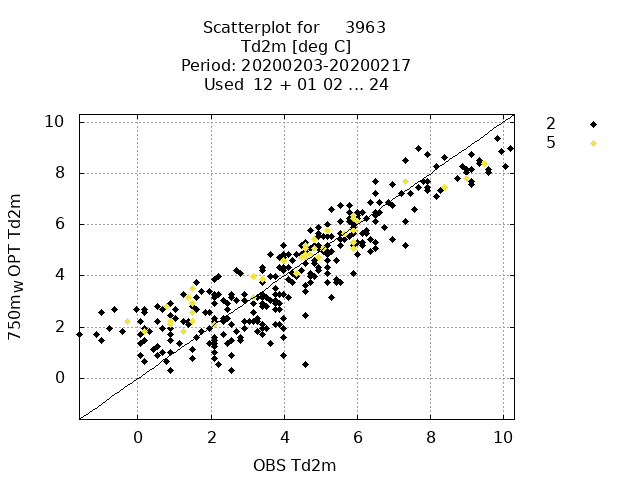 Scatterplot for 3963
Td2m [deg C]
Period: 20200203-20200217
Used 12 + 01 02 ... 24
2
5
10
8
6
4
2
0
750mw OPT Td2m
0 2 4 6 8 10
OBS Td2m